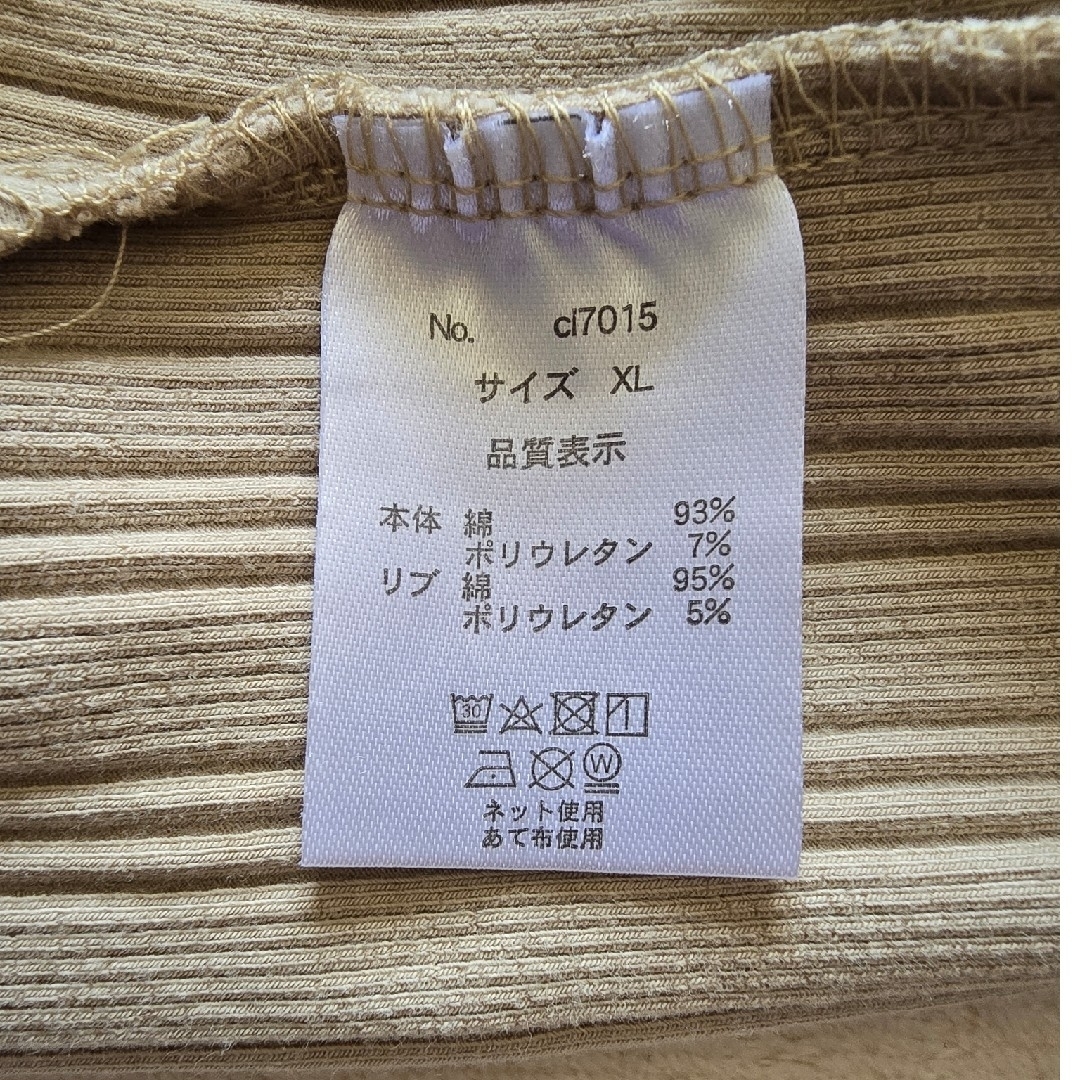 No. cl7015
サイズ XL
品質表示
本体 綿 93%
ポリウレタン 7%
リブ 綿 95%
ポリウレタン 5%
30
W
ネット使用
あて布使用